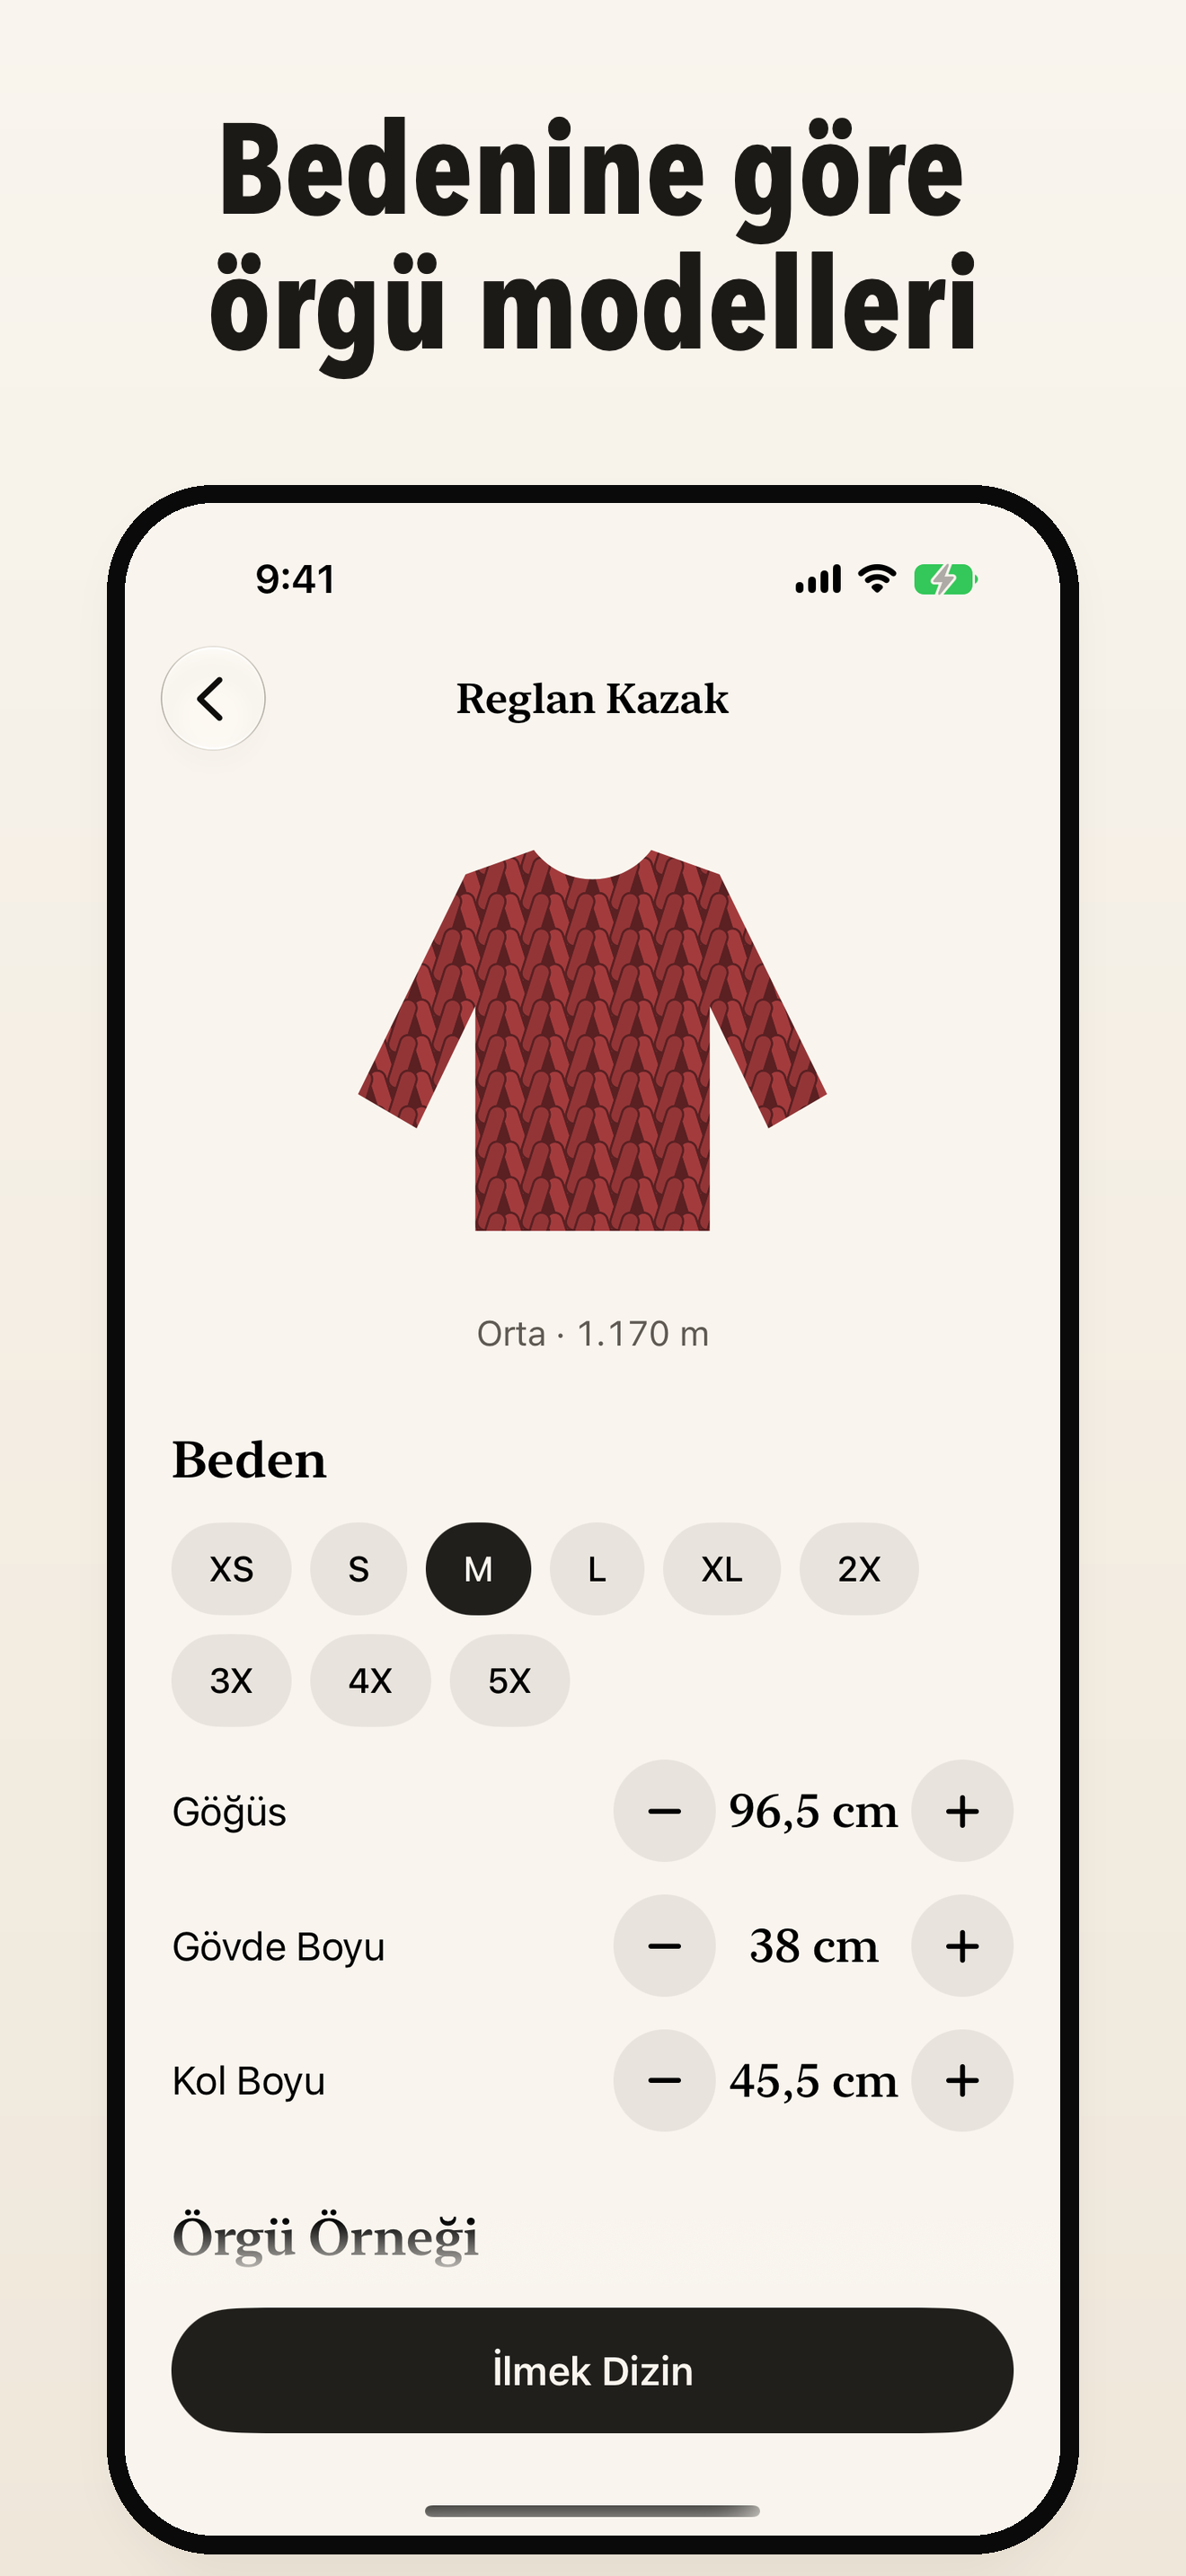 Bedenine göre
örgü modelleri
9:41
Reglan Kazak
Orta · 1.170 m
Beden
XS S M L XL 2X
3X 4X 5X
Göğüs − 96,5 cm +
Gövde Boyu − 38 cm +
Kol Boyu − 45,5 cm +
Örgü Örneği
İlmek Dizin